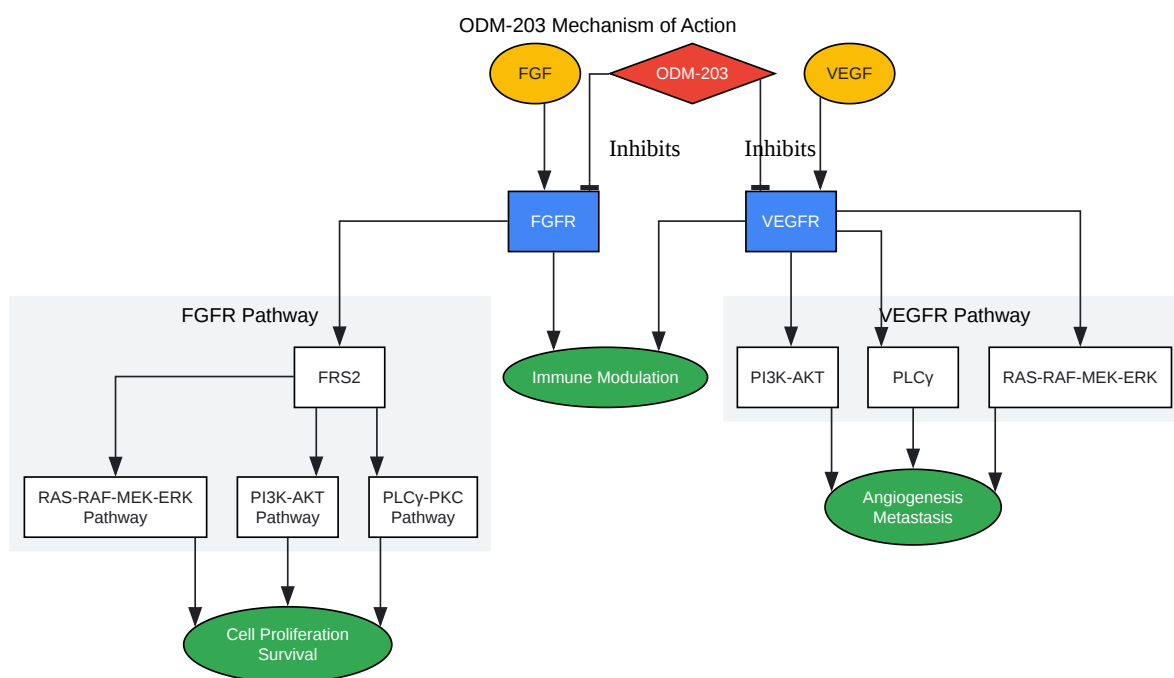 ODM-203 Mechanism of Action
FGF
ODM-203
VEGF
Inhibits
Inhibits
FGFR
VEGFR
FGFR Pathway
VEGFR Pathway
FRS2
Immune Modulation
PI3K-AKT
PLCγ
RAS-RAF-MEK-ERK
RAS-RAF-MEK-ERK
Pathway
PI3K-AKT
Pathway
PLCγ-PKC
Pathway
Angiogenesis
Metastasis
Cell Proliferation
Survival